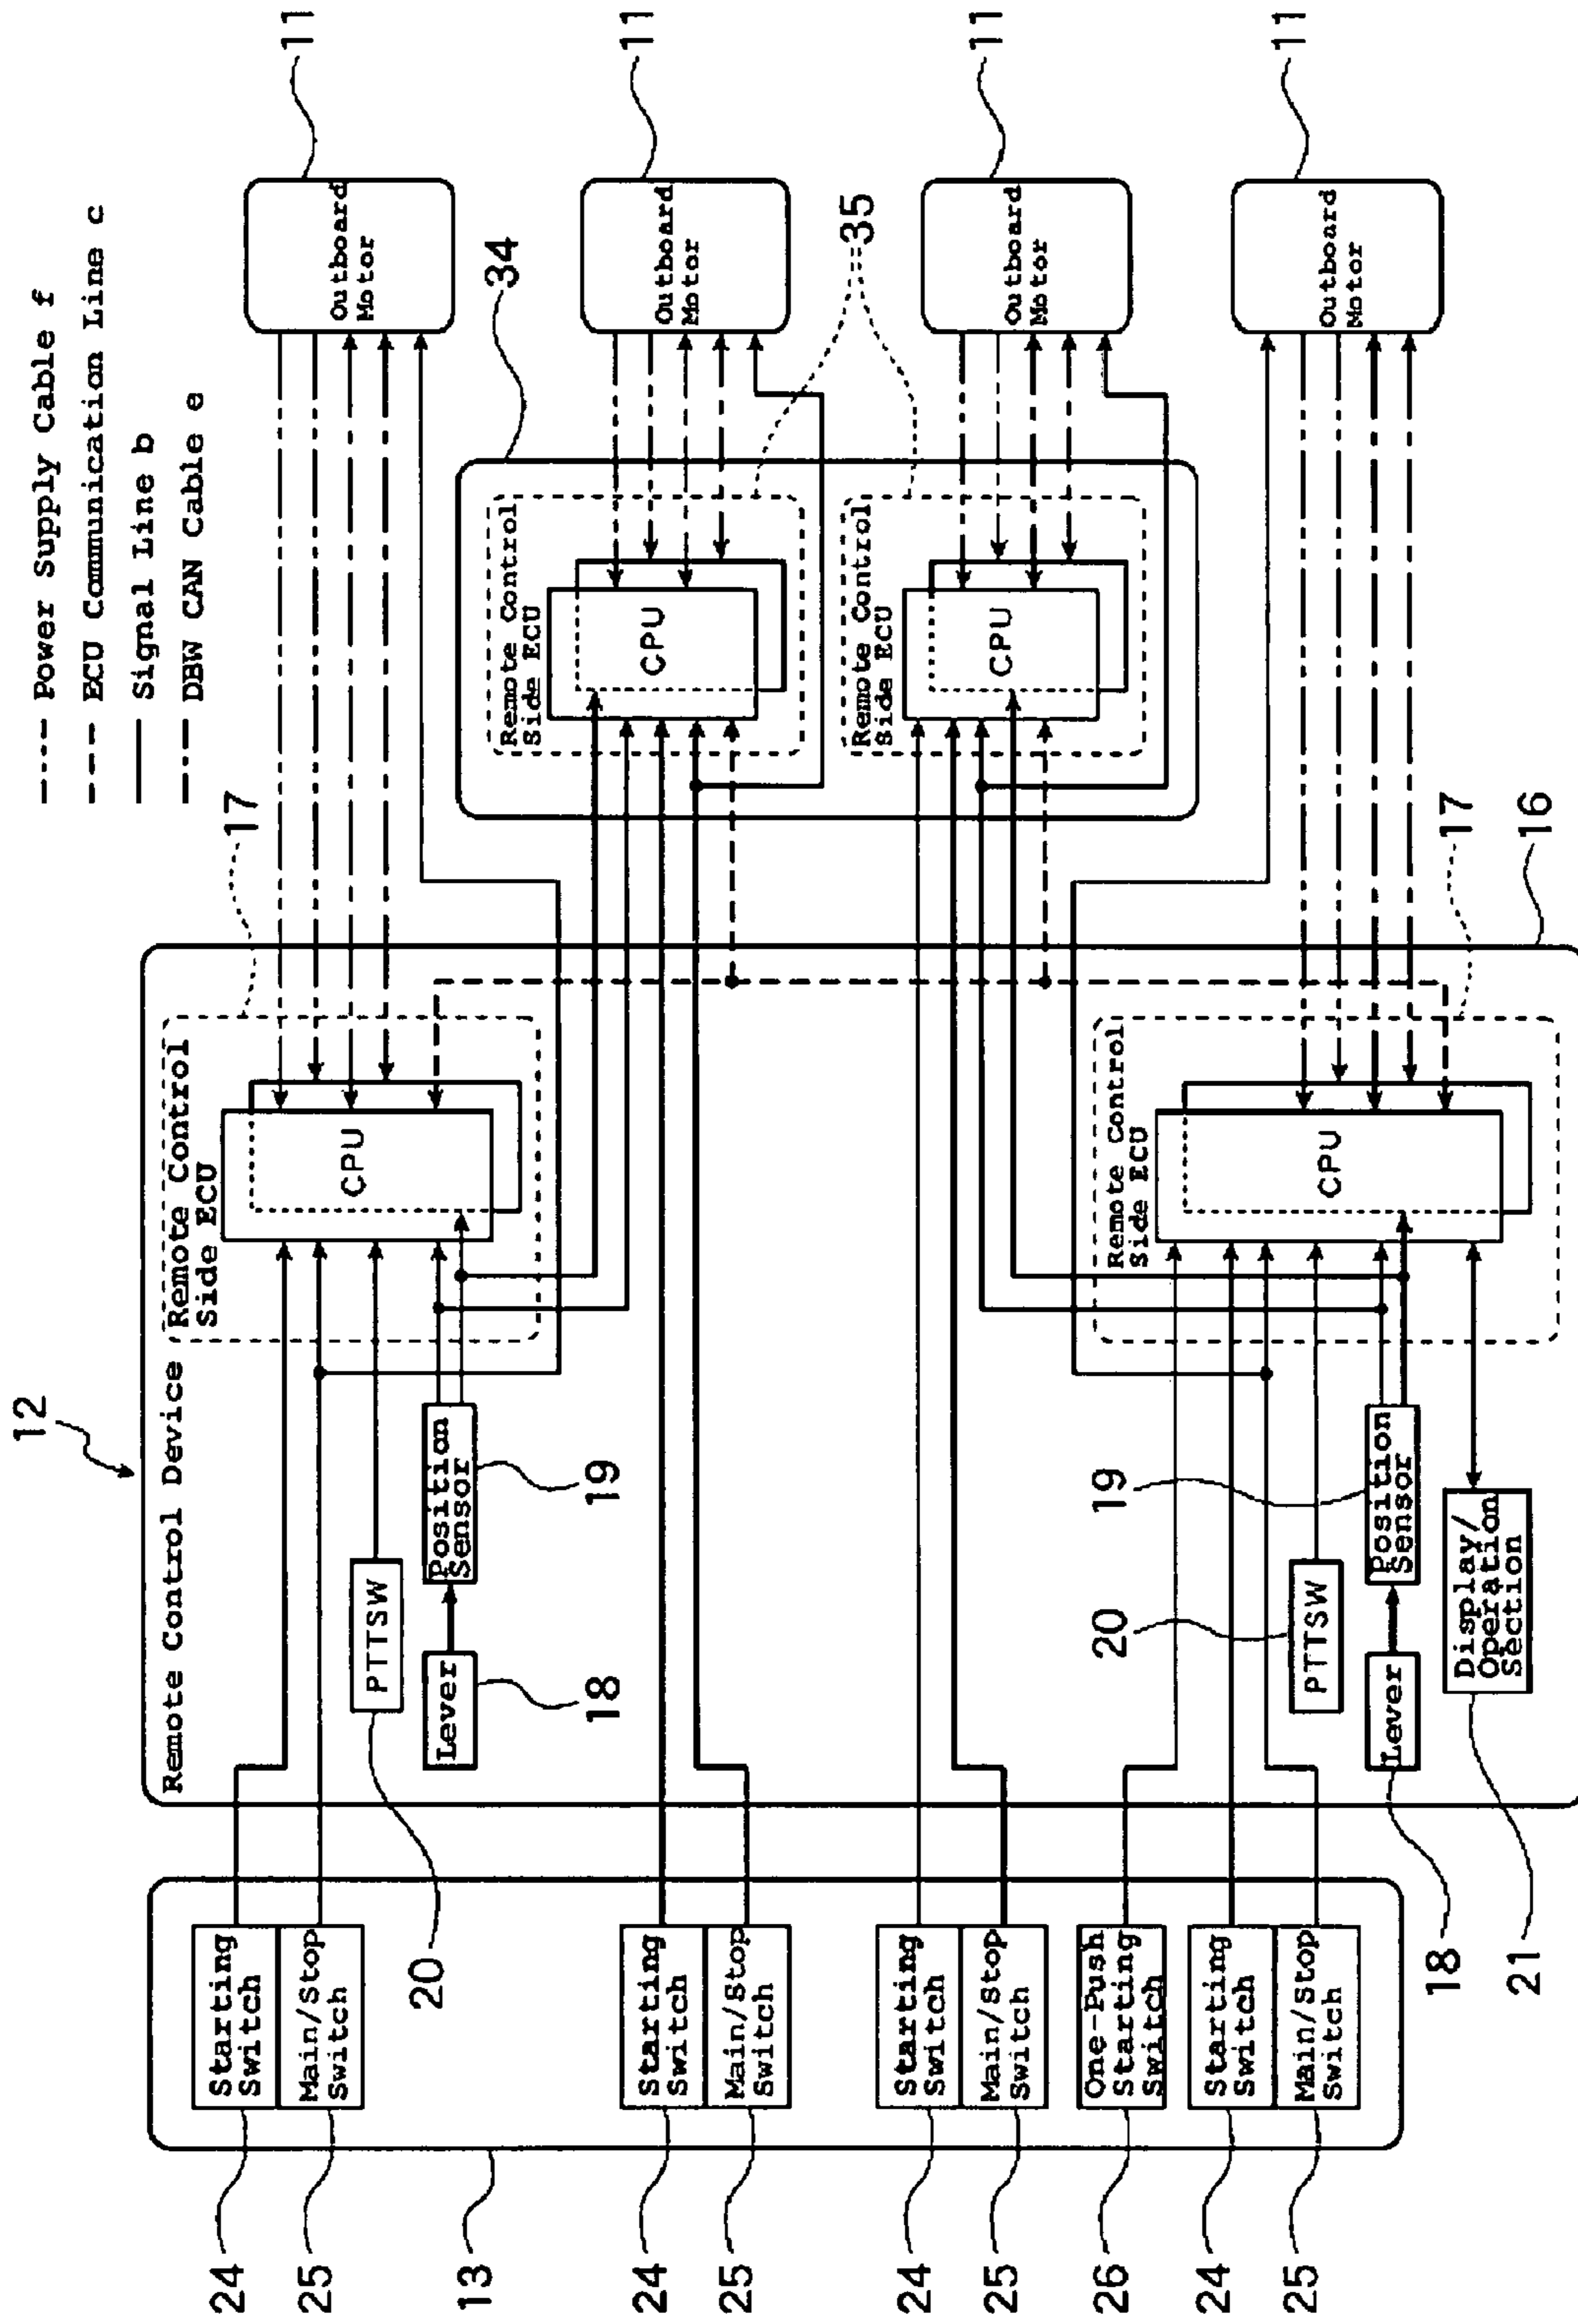 Power Supply Cable f
ECU Communication Line c
Signal Line b
DBW CAN Cable e
12
Remote Control Device
Remote Control
Side ECU
CPU
17
PTTSW
20
Lever
18
Position
Sensor
19
Outboard
Motor
11
34
Remote Control
Side ECU
CPU
35
Outboard
Motor
11
Remote Control
Side ECU
CPU
Outboard
Motor
11
Remote Control
Side ECU
CPU
17
16
PTTSW
20
Lever
18
Position
Sensor
19
Display/
Operation
Section
21
Outboard
Motor
11
Starting
Switch
24
Main/Stop
Switch
25
13
Starting
Switch
24
Main/Stop
Switch
25
Starting
Switch
24
Main/Stop
Switch
25
One-Push
Starting
Switch
26
Starting
Switch
24
Main/Stop
Switch
25